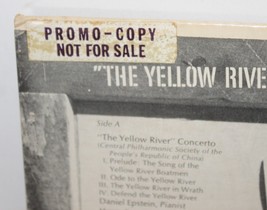 PROMO-COPY
NOT FOR SALE
"THE YELLOW RIVE
Side A
"The Yellow River" Concerto
(Central Philharmonic Society of the
People's Republic of China)
I. Prelude: The Song of the
Yellow River Boatmen
II. Ode to the Yellow River
III. The Yellow River in Wrath
IV. Defend the Yellow River
Daniel Epstein, Pianist